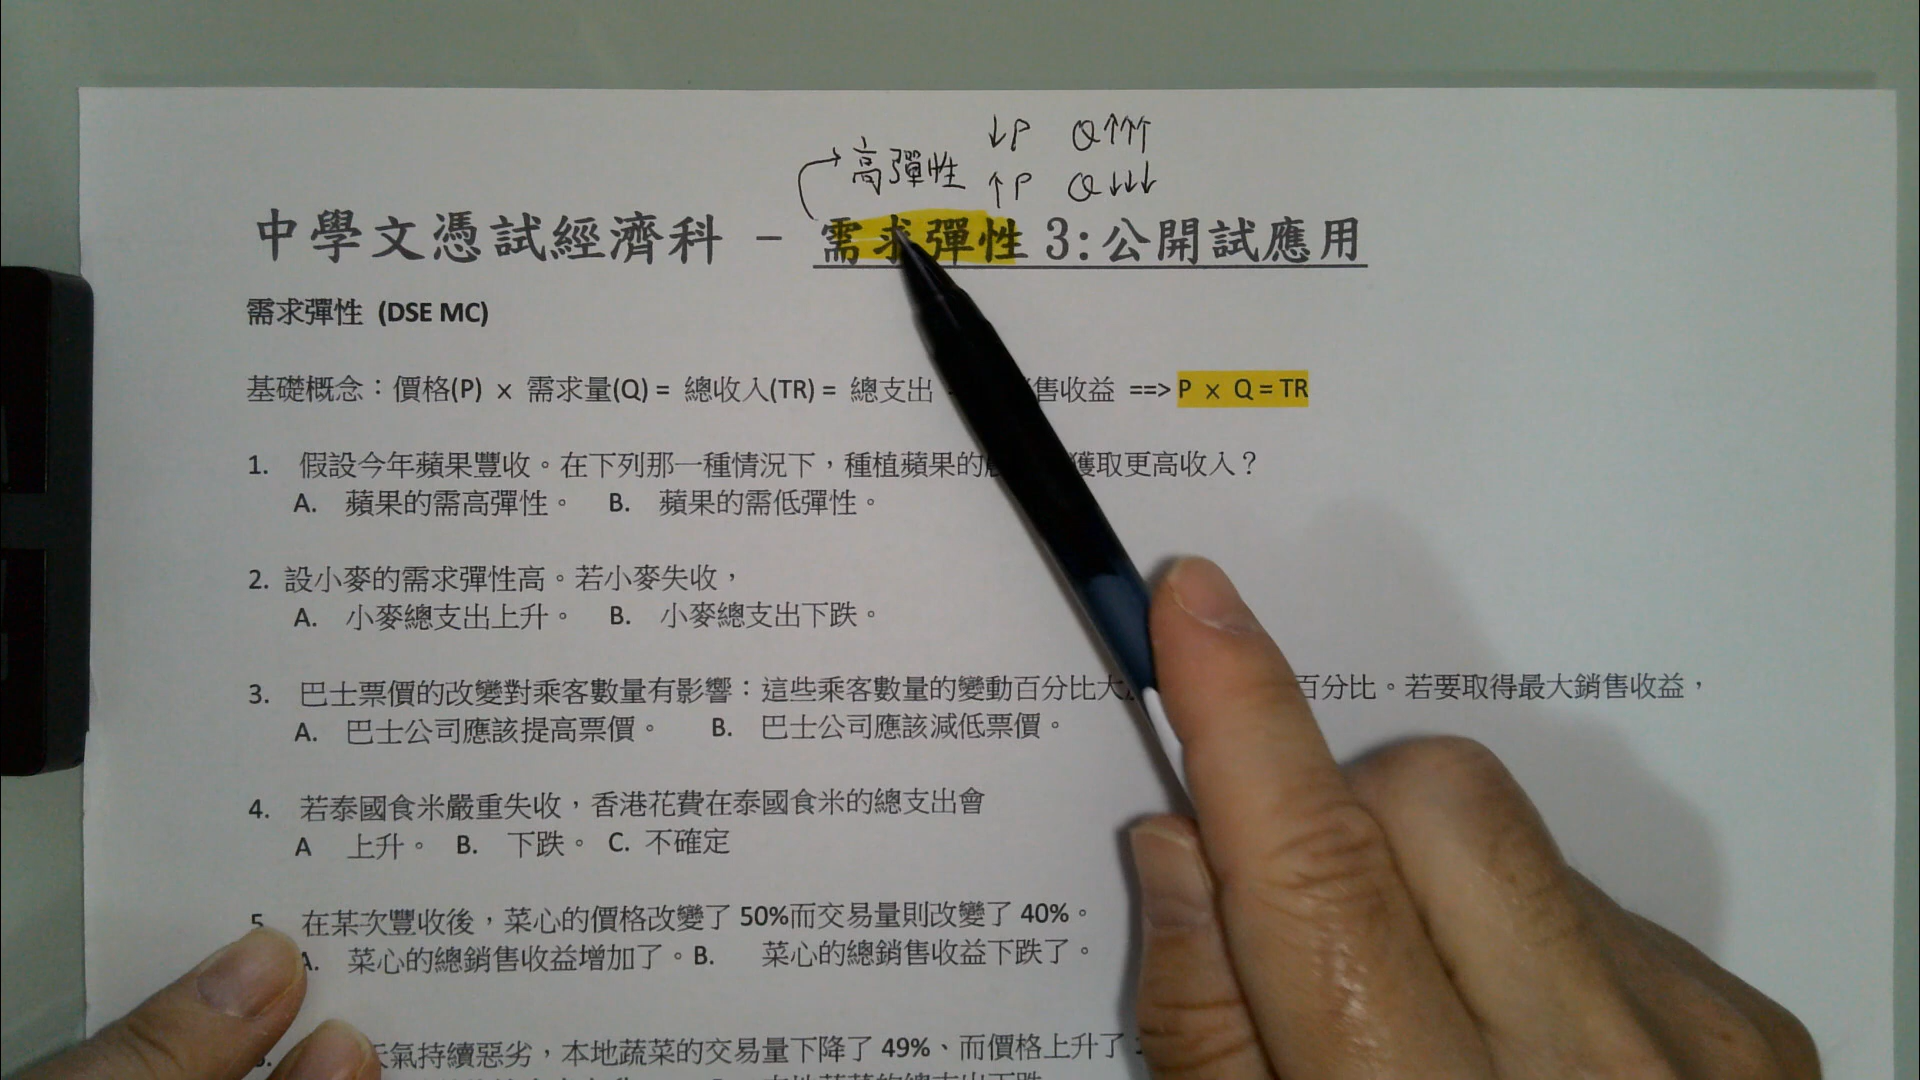 ↓P Q↑↑↑
高彈性 ↑P Q↓↓↓
中學文憑試經濟科 – 需求彈性 3:公開試應用
需求彈性 (DSE MC)
基礎概念：價格(P) x 需求量(Q) = 總收入(TR) = 總支出 售收益 ==> P x Q = TR
1. 假設今年蘋果豐收。在下列那一種情況下，種植蘋果的 獲取更高收入？
A. 蘋果的需高彈性。 B. 蘋果的需低彈性。
2. 設小麥的需求彈性高。若小麥失收，
A. 小麥總支出上升。 B. 小麥總支出下跌。
3. 巴士票價的改變對乘客數量有影響：這些乘客數量的變動百分比大 百分比。若要取得最大銷售收益，
A. 巴士公司應該提高票價。 B. 巴士公司應該減低票價。
4. 若泰國食米嚴重失收，香港花費在泰國食米的總支出會
A 上升。 B. 下跌。 C. 不確定
5 在某次豐收後，菜心的價格改變了 50%而交易量則改變了 40%。
A. 菜心的總銷售收益增加了。B. 菜心的總銷售收益下跌了。
天氣持續惡劣，本地蔬菜的交易量下降了 49%、而價格上升了